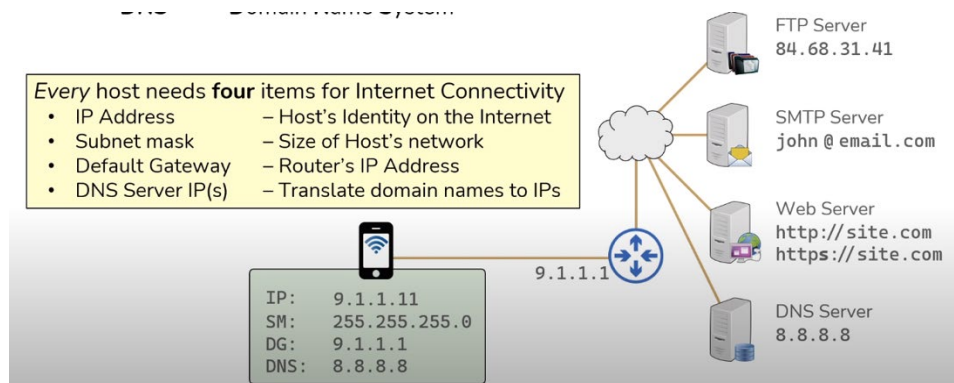 DNS Domain Name System
Every host needs four items for Internet Connectivity
• IP Address – Host's Identity on the Internet
• Subnet mask – Size of Host's network
• Default Gateway – Router's IP Address
• DNS Server IP(s) – Translate domain names to IPs
FTP Server
84.68.31.41
SMTP Server
john @ email.com
Web Server
http://site.com
https://site.com
DNS Server
8.8.8.8
9.1.1.1
IP: 9.1.1.11
SM: 255.255.255.0
DG: 9.1.1.1
DNS: 8.8.8.8